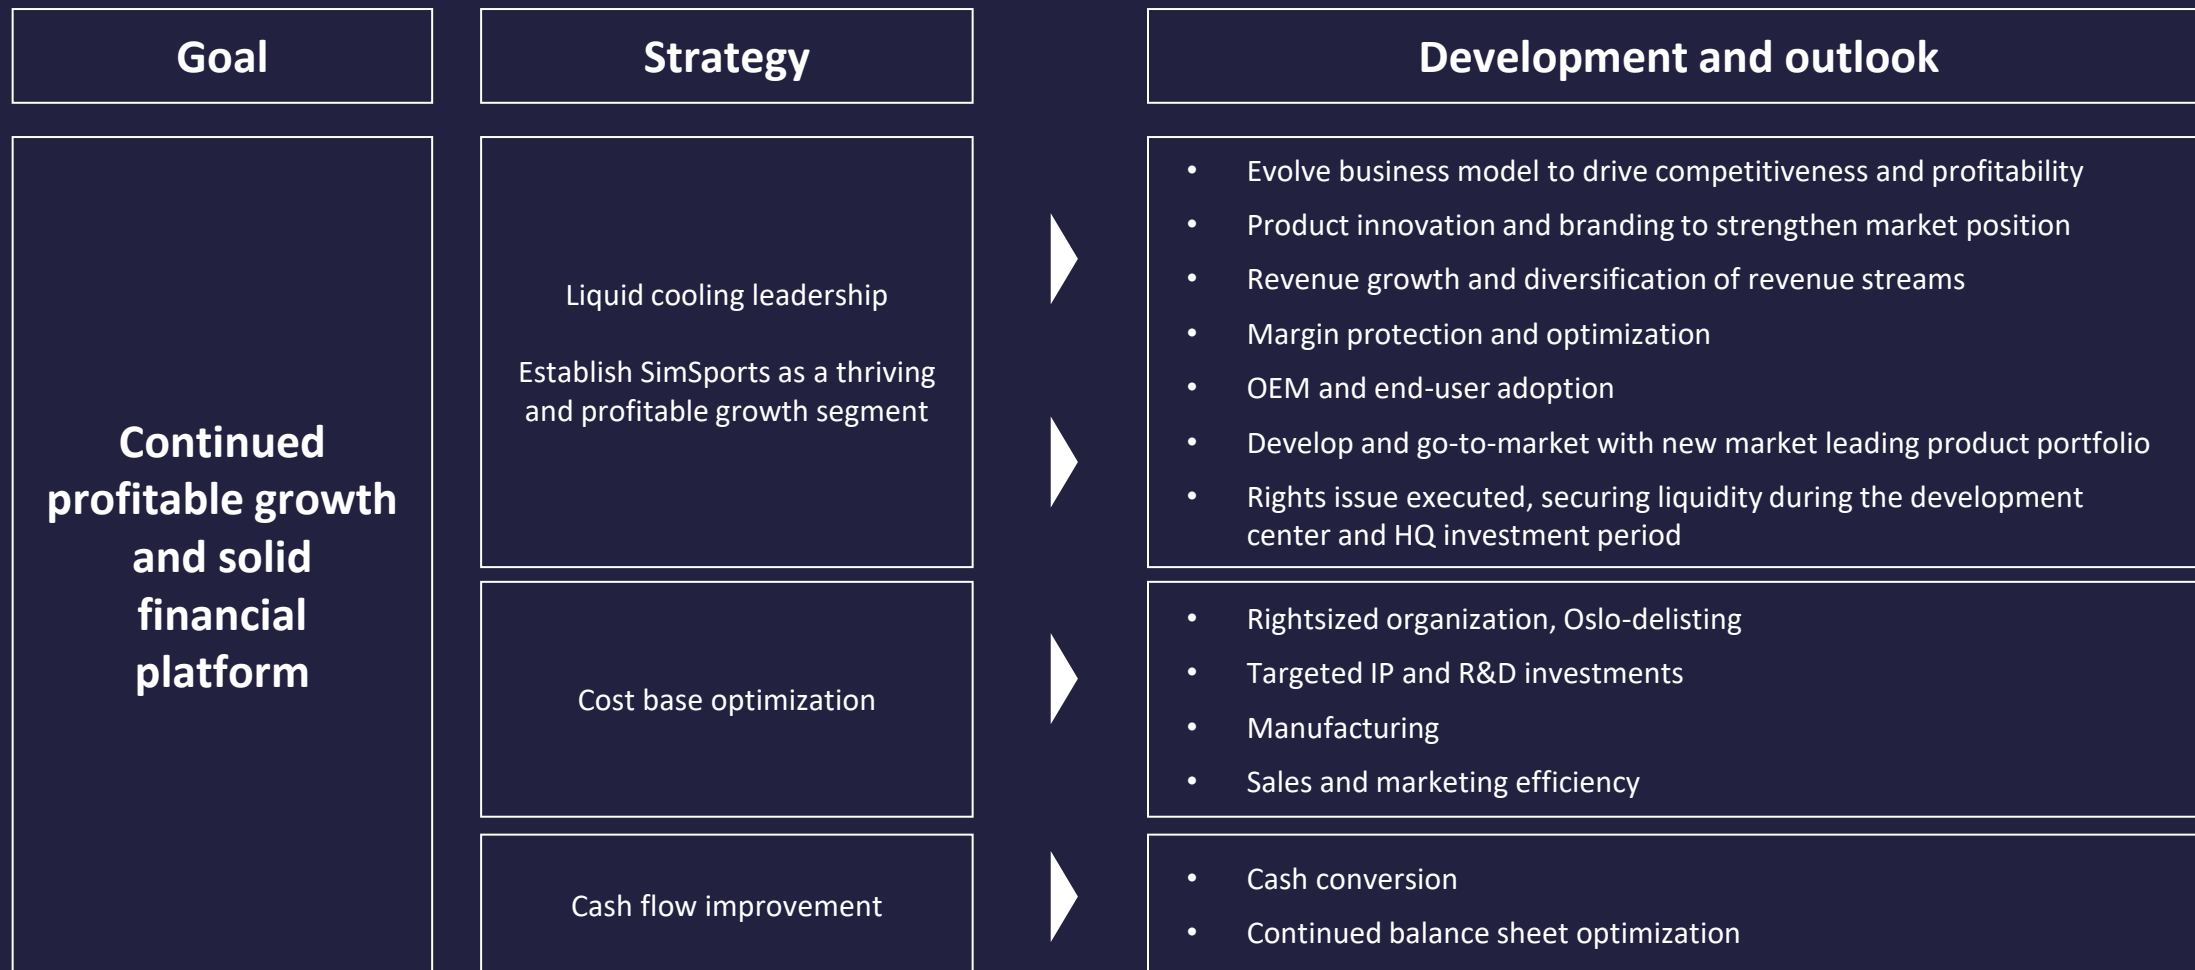 Goal
Strategy
Development and outlook
Continued
profitable growth
and solid
financial
platform
Liquid cooling leadership
Establish SimSports as a thriving
and profitable growth segment
• Evolve business model to drive competitiveness and profitability
• Product innovation and branding to strengthen market position
• Revenue growth and diversification of revenue streams
• Margin protection and optimization
• OEM and end-user adoption
• Develop and go-to-market with new market leading product portfolio
• Rights issue executed, securing liquidity during the development
center and HQ investment period
Cost base optimization
• Rightsized organization, Oslo-delisting
• Targeted IP and R&D investments
• Manufacturing
• Sales and marketing efficiency
Cash flow improvement
• Cash conversion
• Continued balance sheet optimization